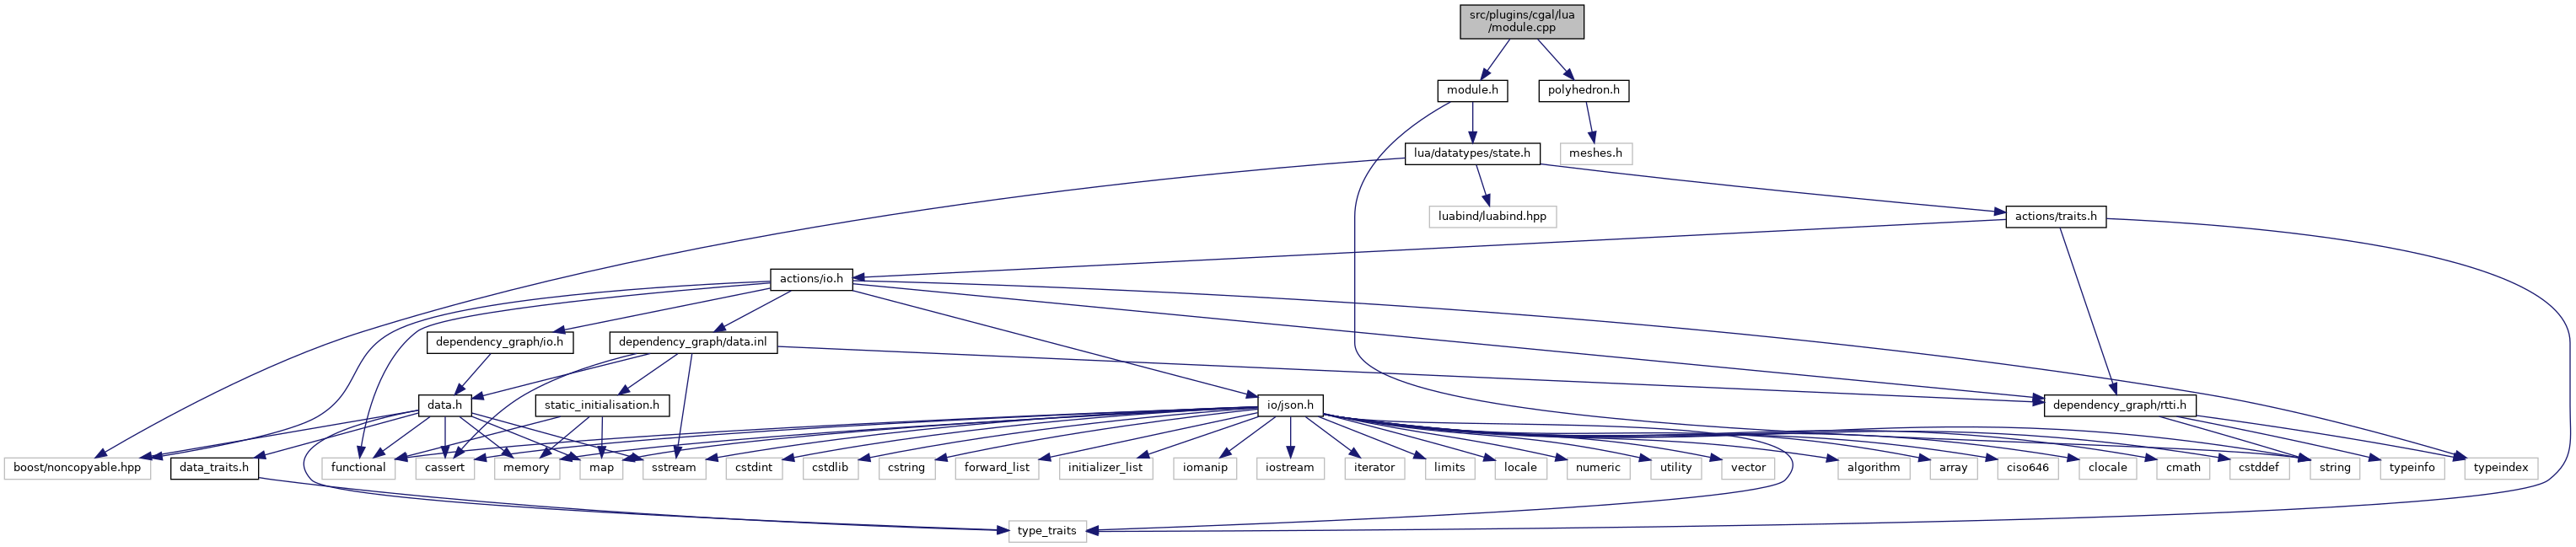 src/plugins/cgal/lua
/module.cpp
module.h
polyhedron.h
lua/datatypes/state.h
meshes.h
luabind/luabind.hpp
actions/traits.h
actions/io.h
dependency_graph/io.h
dependency_graph/data.inl
data.h
static_initialisation.h
io/json.h
dependency_graph/rtti.h
boost/noncopyable.hpp
data_traits.h
functional
cassert
memory
map
sstream
cstdint
cstdlib
cstring
forward_list
initializer_list
iomanip
iostream
iterator
limits
locale
numeric
utility
vector
algorithm
array
ciso646
clocale
cmath
cstddef
string
typeinfo
typeindex
type_traits